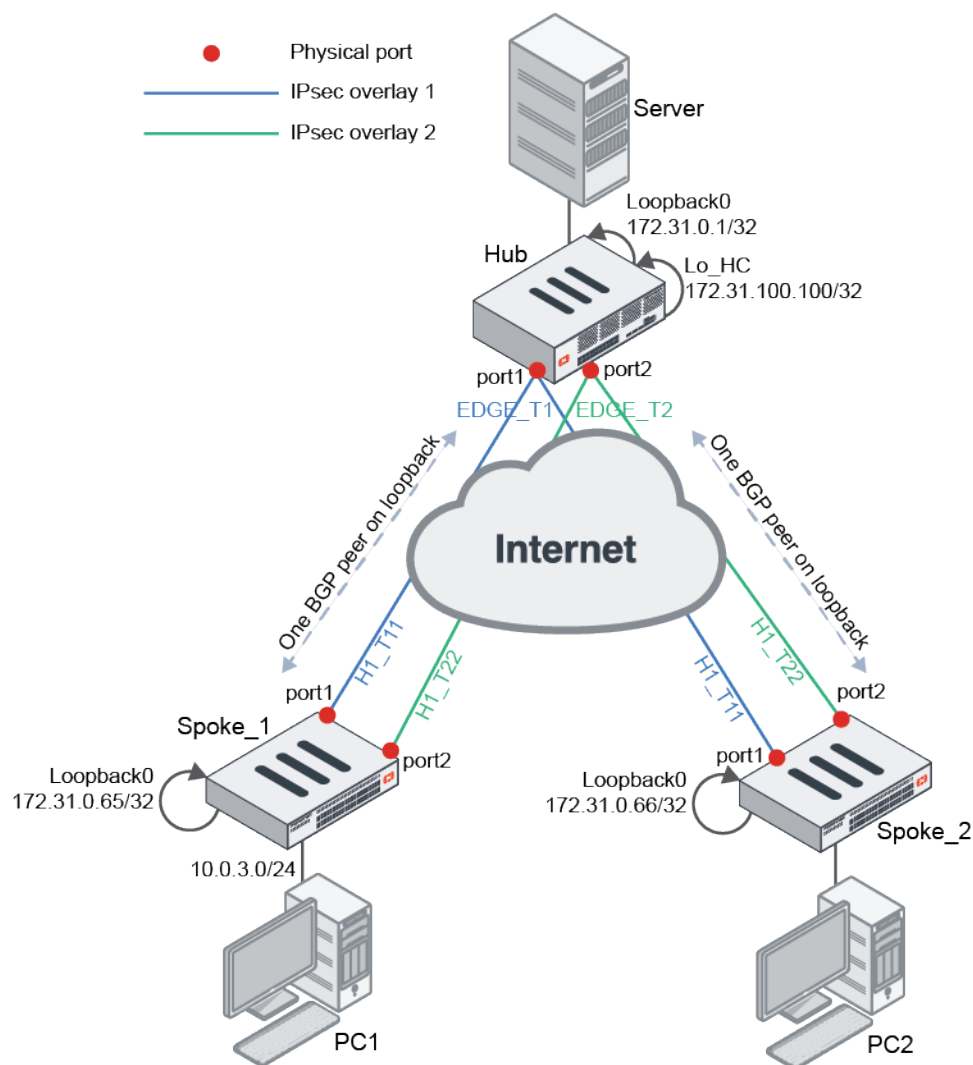 Physical port
IPsec overlay 1
IPsec overlay 2
Server
Loopback0
172.31.0.1/32
Hub
Lo_HC
172.31.100.100/32
port1
port2
EDGE_T1
EDGE_T2
One BGP peer on loopback
One BGP peer on loopback
Internet
H1_T11
H1_T22
H1_T11
H1_T22
port1
port2
Spoke_1
Loopback0
172.31.0.65/32
10.0.3.0/24
port2
port1
Loopback0
172.31.0.66/32
Spoke_2
PC1
PC2